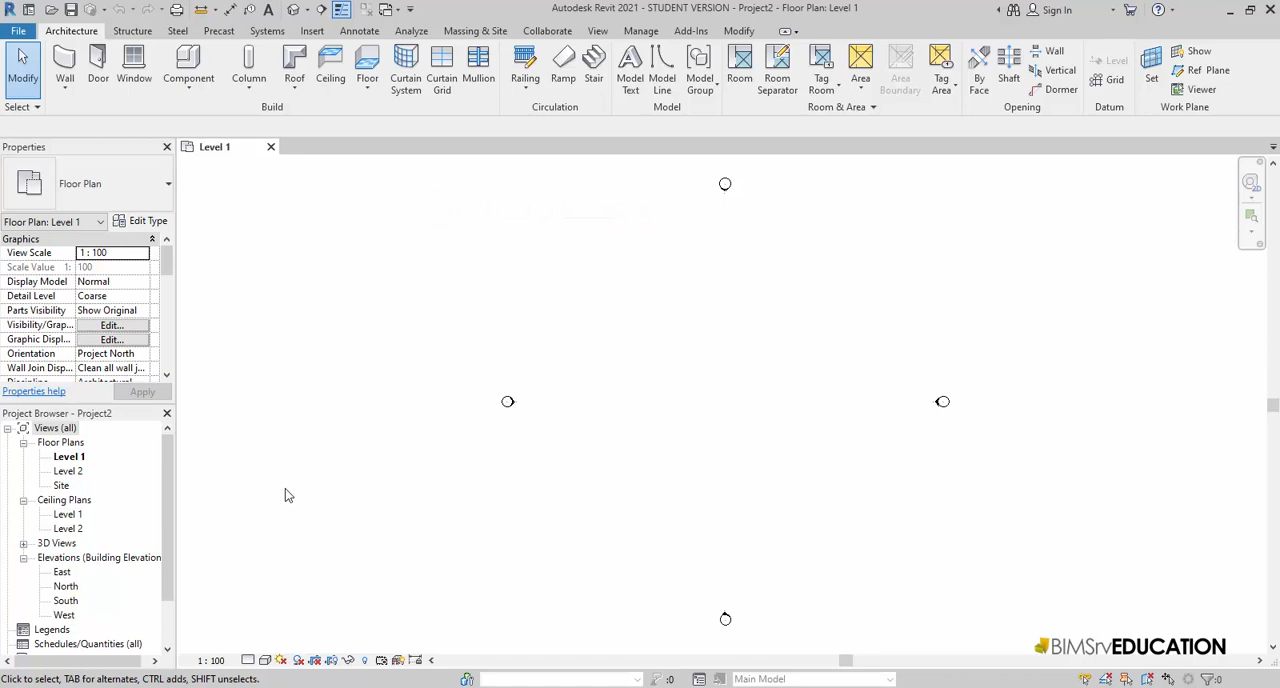 Autodesk Revit 2021 - STUDENT VERSION - Project2 - Floor Plan: Level 1
Sign In
File Architecture Structure Steel Precast Systems Insert Annotate Analyze Massing & Site Collaborate View Manage Add-Ins Modify
Modify Wall Door Window Component Column Roof Ceiling Floor Curtain System Curtain Grid Mullion Railing Ramp Stair Model Text Model Line Model Group Room Room Separator Tag Room Area Area Boundary Tag Area By Face Shaft Wall Vertical Dormer Level Grid Set Show Ref Plane Viewer
Select Build Circulation Model Room & Area Opening Datum Work Plane
Properties
Level 1
Floor Plan
Floor Plan: Level 1 Edit Type
Graphics
View Scale 1 : 100
Scale Value 1: 100
Display Model Normal
Detail Level Coarse
Parts Visibility Show Original
Visibility/Grap... Edit...
Graphic Displ... Edit...
Orientation Project North
Wall Join Disp... Clean all wall j...
Properties help Apply
Project Browser - Project2
Views (all)
Floor Plans
Level 1
Level 2
Site
Ceiling Plans
Level 1
Level 2
3D Views
Elevations (Building Elevation
East
North
South
West
Legends
Schedules/Quantities (all)
BIMSrvEDUCATION
1 : 100
Click to select, TAB for alternates, CTRL adds, SHIFT unselects.
:0
Main Model
:0